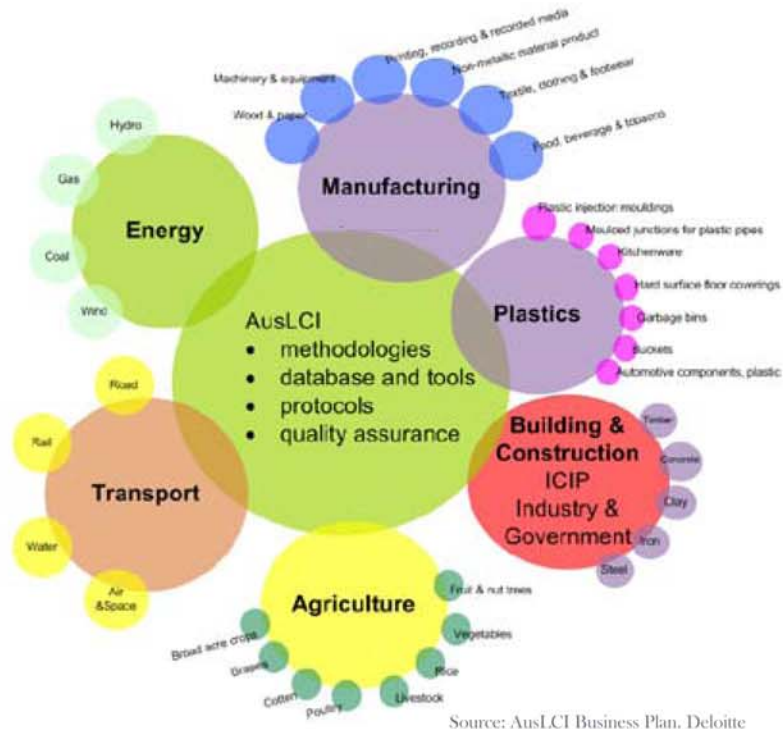 Printing, recording & recorded media
Non-metallic material product
Machinery & equipment
Textile, clothing & footwear
Wood & paper
Food, beverage & tobacco
Manufacturing
Hydro
Gas
Coal
Wind
Energy
Plastic injection mouldings
Moulded junctions for plastic pipes
Kitchenware
Hard surface floor coverings
Garbage bins
Buckets
Automotive components, plastic
Plastics
AusLCI
• methodologies
• database and tools
• protocols
• quality assurance
Road
Rail
Water
Air
&Space
Transport
Building &
Construction
ICIP
Industry &
Government
Timber
Concrete
Clay
Iron
Steel
Agriculture
Broad acre crops
Grapes
Cotten
Poultry
Livestock
Rice
Vegetables
Fruit & nut trees
Source: AusLCI Business Plan. Deloitte